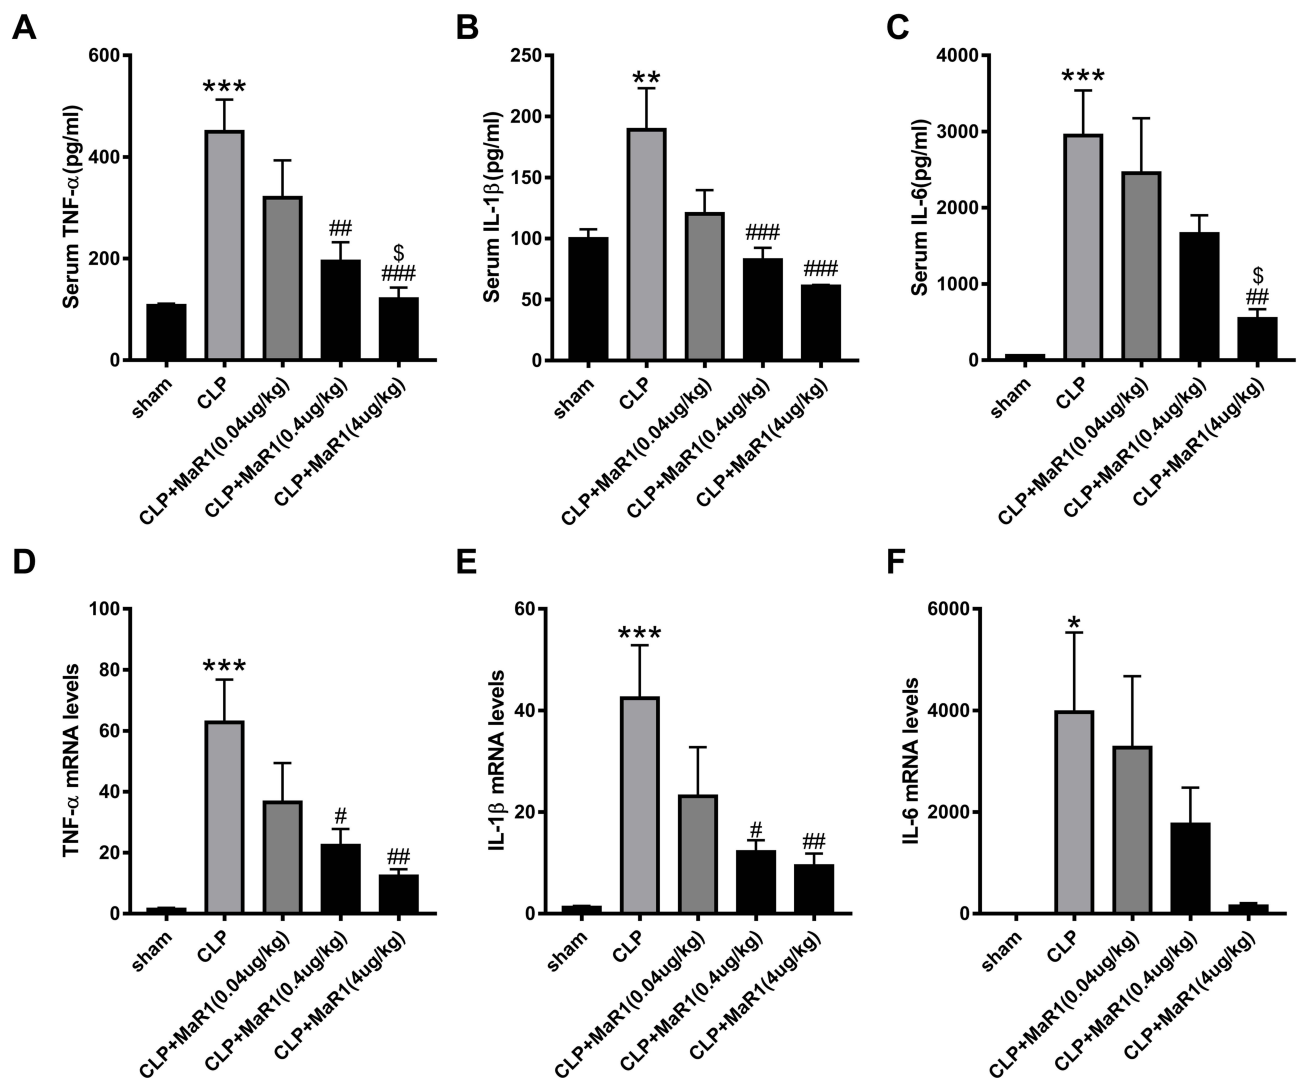 A
Serum TNF-α(pg/ml)
600
400
200
0
***
##
$
###
sham
CLP
CLP+MaR1(0.04ug/kg)
CLP+MaR1(0.4ug/kg)
CLP+MaR1(4ug/kg)
B
Serum IL-1β(pg/ml)
250
200
150
100
50
0
**
###
###
sham
CLP
CLP+MaR1(0.04ug/kg)
CLP+MaR1(0.4ug/kg)
CLP+MaR1(4ug/kg)
C
Serum IL-6(pg/ml)
4000
3000
2000
1000
0
***
$
##
sham
CLP
CLP+MaR1(0.04ug/kg)
CLP+MaR1(0.4ug/kg)
CLP+MaR1(4ug/kg)
D
TNF-α mRNA levels
100
80
60
40
20
0
***
#
##
sham
CLP
CLP+MaR1(0.04ug/kg)
CLP+MaR1(0.4ug/kg)
CLP+MaR1(4ug/kg)
E
IL-1β mRNA levels
60
40
20
0
***
#
##
sham
CLP
CLP+MaR1(0.04ug/kg)
CLP+MaR1(0.4ug/kg)
CLP+MaR1(4ug/kg)
F
IL-6 mRNA levels
6000
4000
2000
0
*
sham
CLP
CLP+MaR1(0.04ug/kg)
CLP+MaR1(0.4ug/kg)
CLP+MaR1(4ug/kg)